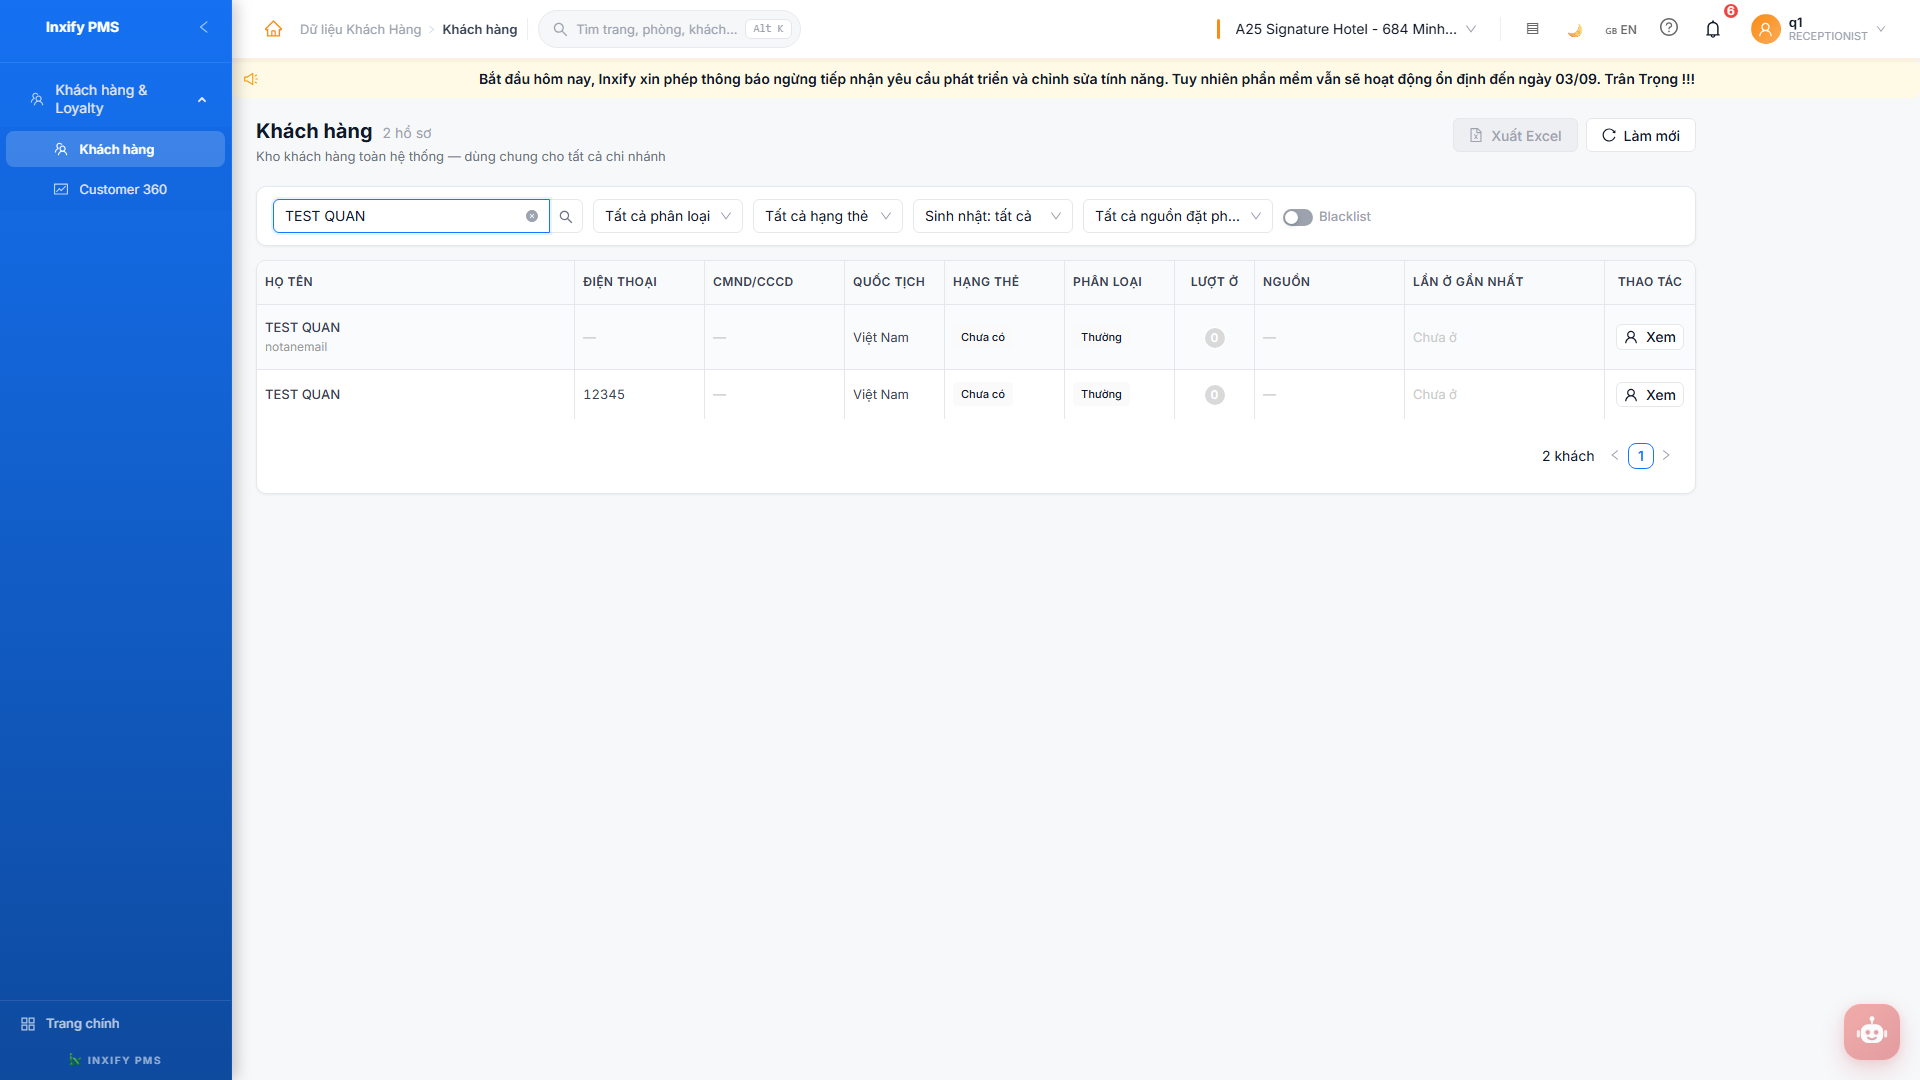 Inxify PMS
Khách hàng &
Loyalty
Khách hàng
Customer 360
Trang chính
INXIFY PMS
Dữ liệu Khách Hàng
Khách hàng
Tìm trang, phòng, khách...
Alt K
A25 Signature Hotel - 684 Minh...
GB EN
6
q1
RECEPTIONIST
Bắt đầu hôm nay, Inxify xin phép thông báo ngừng tiếp nhận yêu cầu phát triển và chỉnh sửa tính năng. Tuy nhiên phần mềm vẫn sẽ hoạt động ổn định đến ngày 03/09. Trân Trọng !!!
Khách hàng 2 hồ sơ
Kho khách hàng toàn hệ thống — dùng chung cho tất cả chi nhánh
Xuất Excel
Làm mới
TEST QUAN
Tất cả phân loại
Tất cả hạng thẻ
Sinh nhật: tất cả
Tất cả nguồn đặt ph...
Blacklist
HỌ TÊN ĐIỆN THOẠI CMND/CCCD QUỐC TỊCH HẠNG THẺ PHÂN LOẠI LƯỢT Ở NGUỒN LẦN Ở GẦN NHẤT THAO TÁC
TEST QUAN
notanemail
— — Việt Nam Chưa có Thường 0 — Chưa ở Xem
TEST QUAN 12345 — Việt Nam Chưa có Thường 0 — Chưa ở Xem
2 khách
1